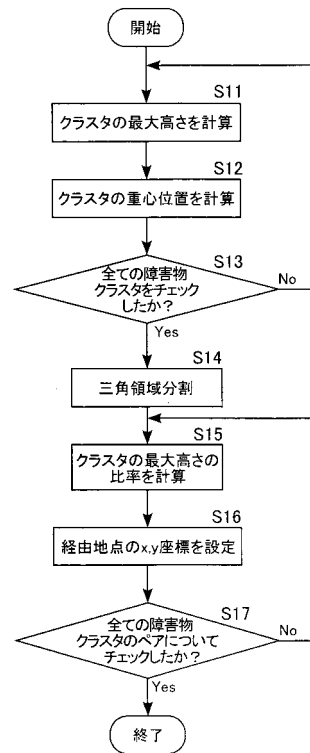 開始
S11
クラスタの最大高さを計算
S12
クラスタの重心位置を計算
S13
全ての障害物
クラスタをチェック
したか？
No
Yes
S14
三角領域分割
S15
クラスタの最大高さの
比率を計算
S16
経由地点のx,y座標を設定
S17
全ての障害物
クラスタのペアについて
チェックしたか？
No
Yes
終了